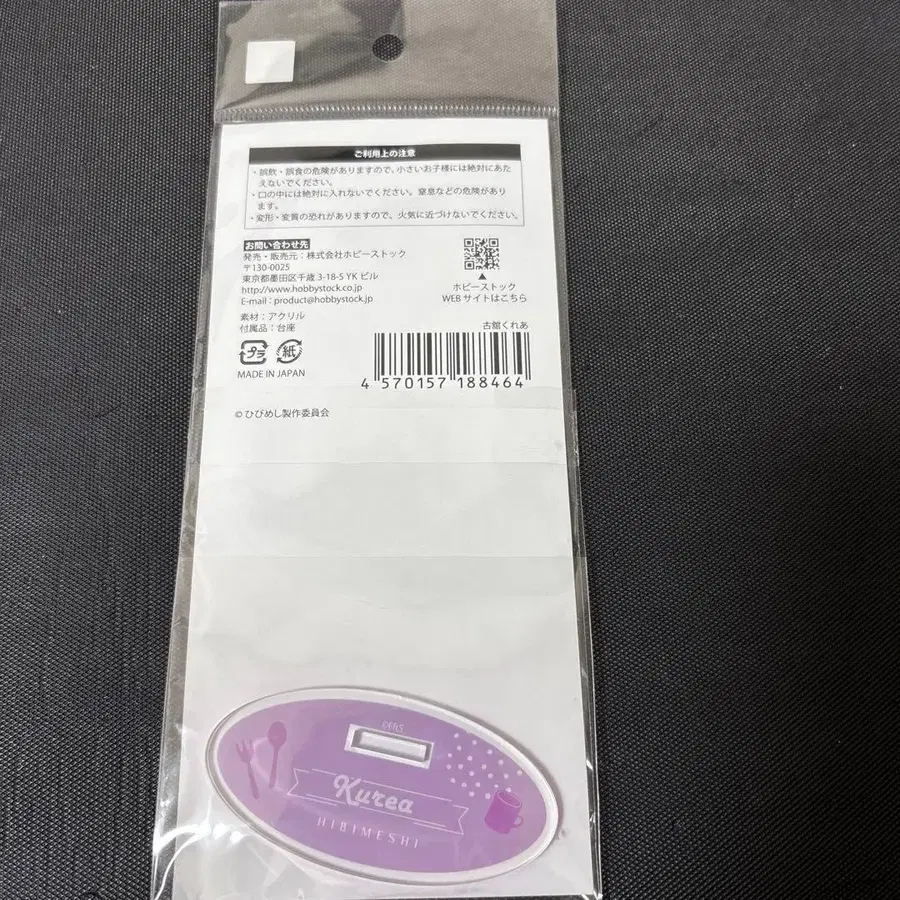 ご利用上の注意
・誤飲・誤食の危険がありますので、小さいお子様には絶対にあた
えないでください。
・口の中には絶対に入れないでください。窒息などの危険があり
ます。
・変形・変質の恐れがありますので、火気に近づけないでください。
お問い合わせ先
発売・販売元：株式会社ホビーストック
〒130-0025
東京都墨田区千歳 3-18-5 YK ビル
http://www.hobbystock.co.jp
E-mail : product@hobbystock.jp
ホビーストック
WEB サイトはこちら
素材：アクリル
付属品：台座
古舘くれあ
プラ
紙
MADE IN JAPAN
4 570157 188464
© ひびめし製作委員会
Kurea
HIBIMESHI